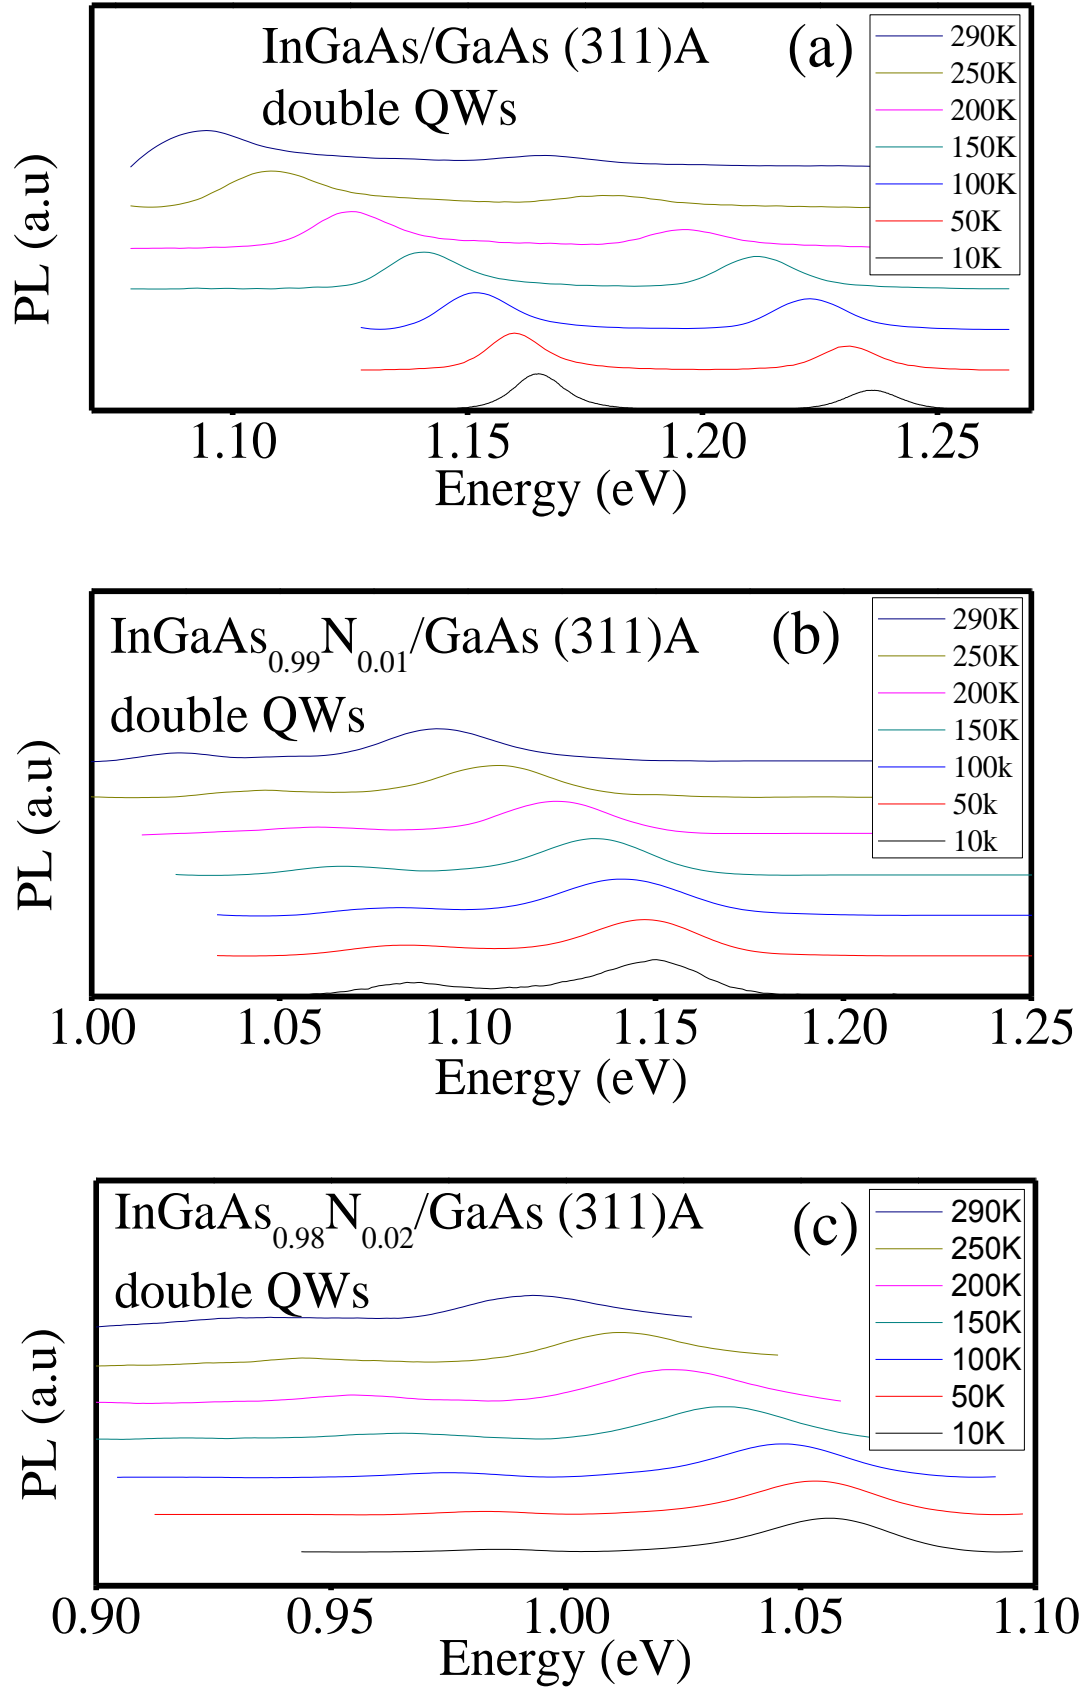 InGaAs/GaAs (311)A
double QWs
(a)
290K
250K
200K
150K
100K
50K
10K
PL (a.u)
1.10 1.15 1.20 1.25
Energy (eV)
InGaAs0.99N0.01/GaAs (311)A
double QWs
(b)
290K
250K
200K
150K
100k
50k
10k
PL (a.u)
1.00 1.05 1.10 1.15 1.20 1.25
Energy (eV)
InGaAs0.98N0.02/GaAs (311)A
double QWs
(c)
290K
250K
200K
150K
100K
50K
10K
PL (a.u)
0.90 0.95 1.00 1.05 1.10
Energy (eV)